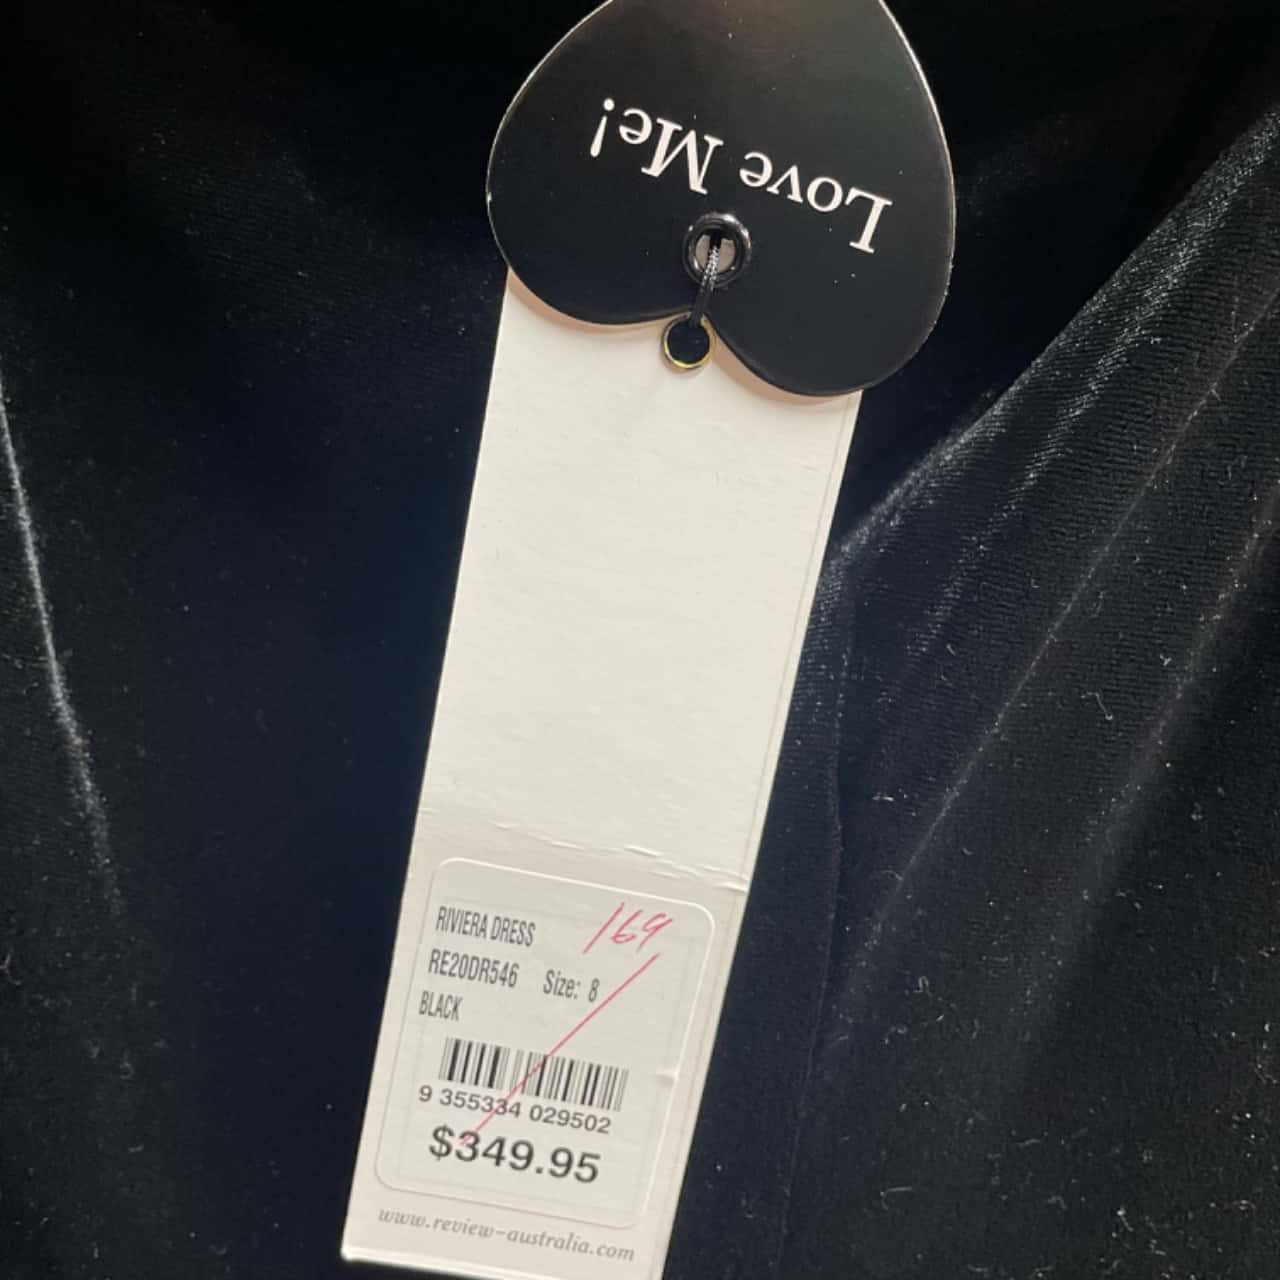 Love Me!
RIVIERA DRESS
169
RE20DR546 Size: 8
BLACK
9 355334 029502
$349.95
www.review-australia.com